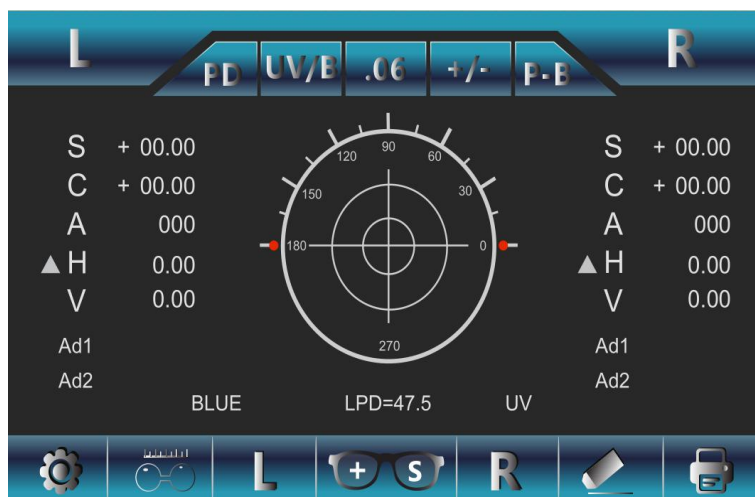 L PD UV/B .06 +/- P-B R
S + 00.00
C + 00.00
A 000
H 0.00
V 0.00
Ad1
Ad2
120 90 60
150 30
180 0
270
S + 00.00
C + 00.00
A 000
H 0.00
V 0.00
Ad1
Ad2
BLUE LPD=47.5 UV
L + S R